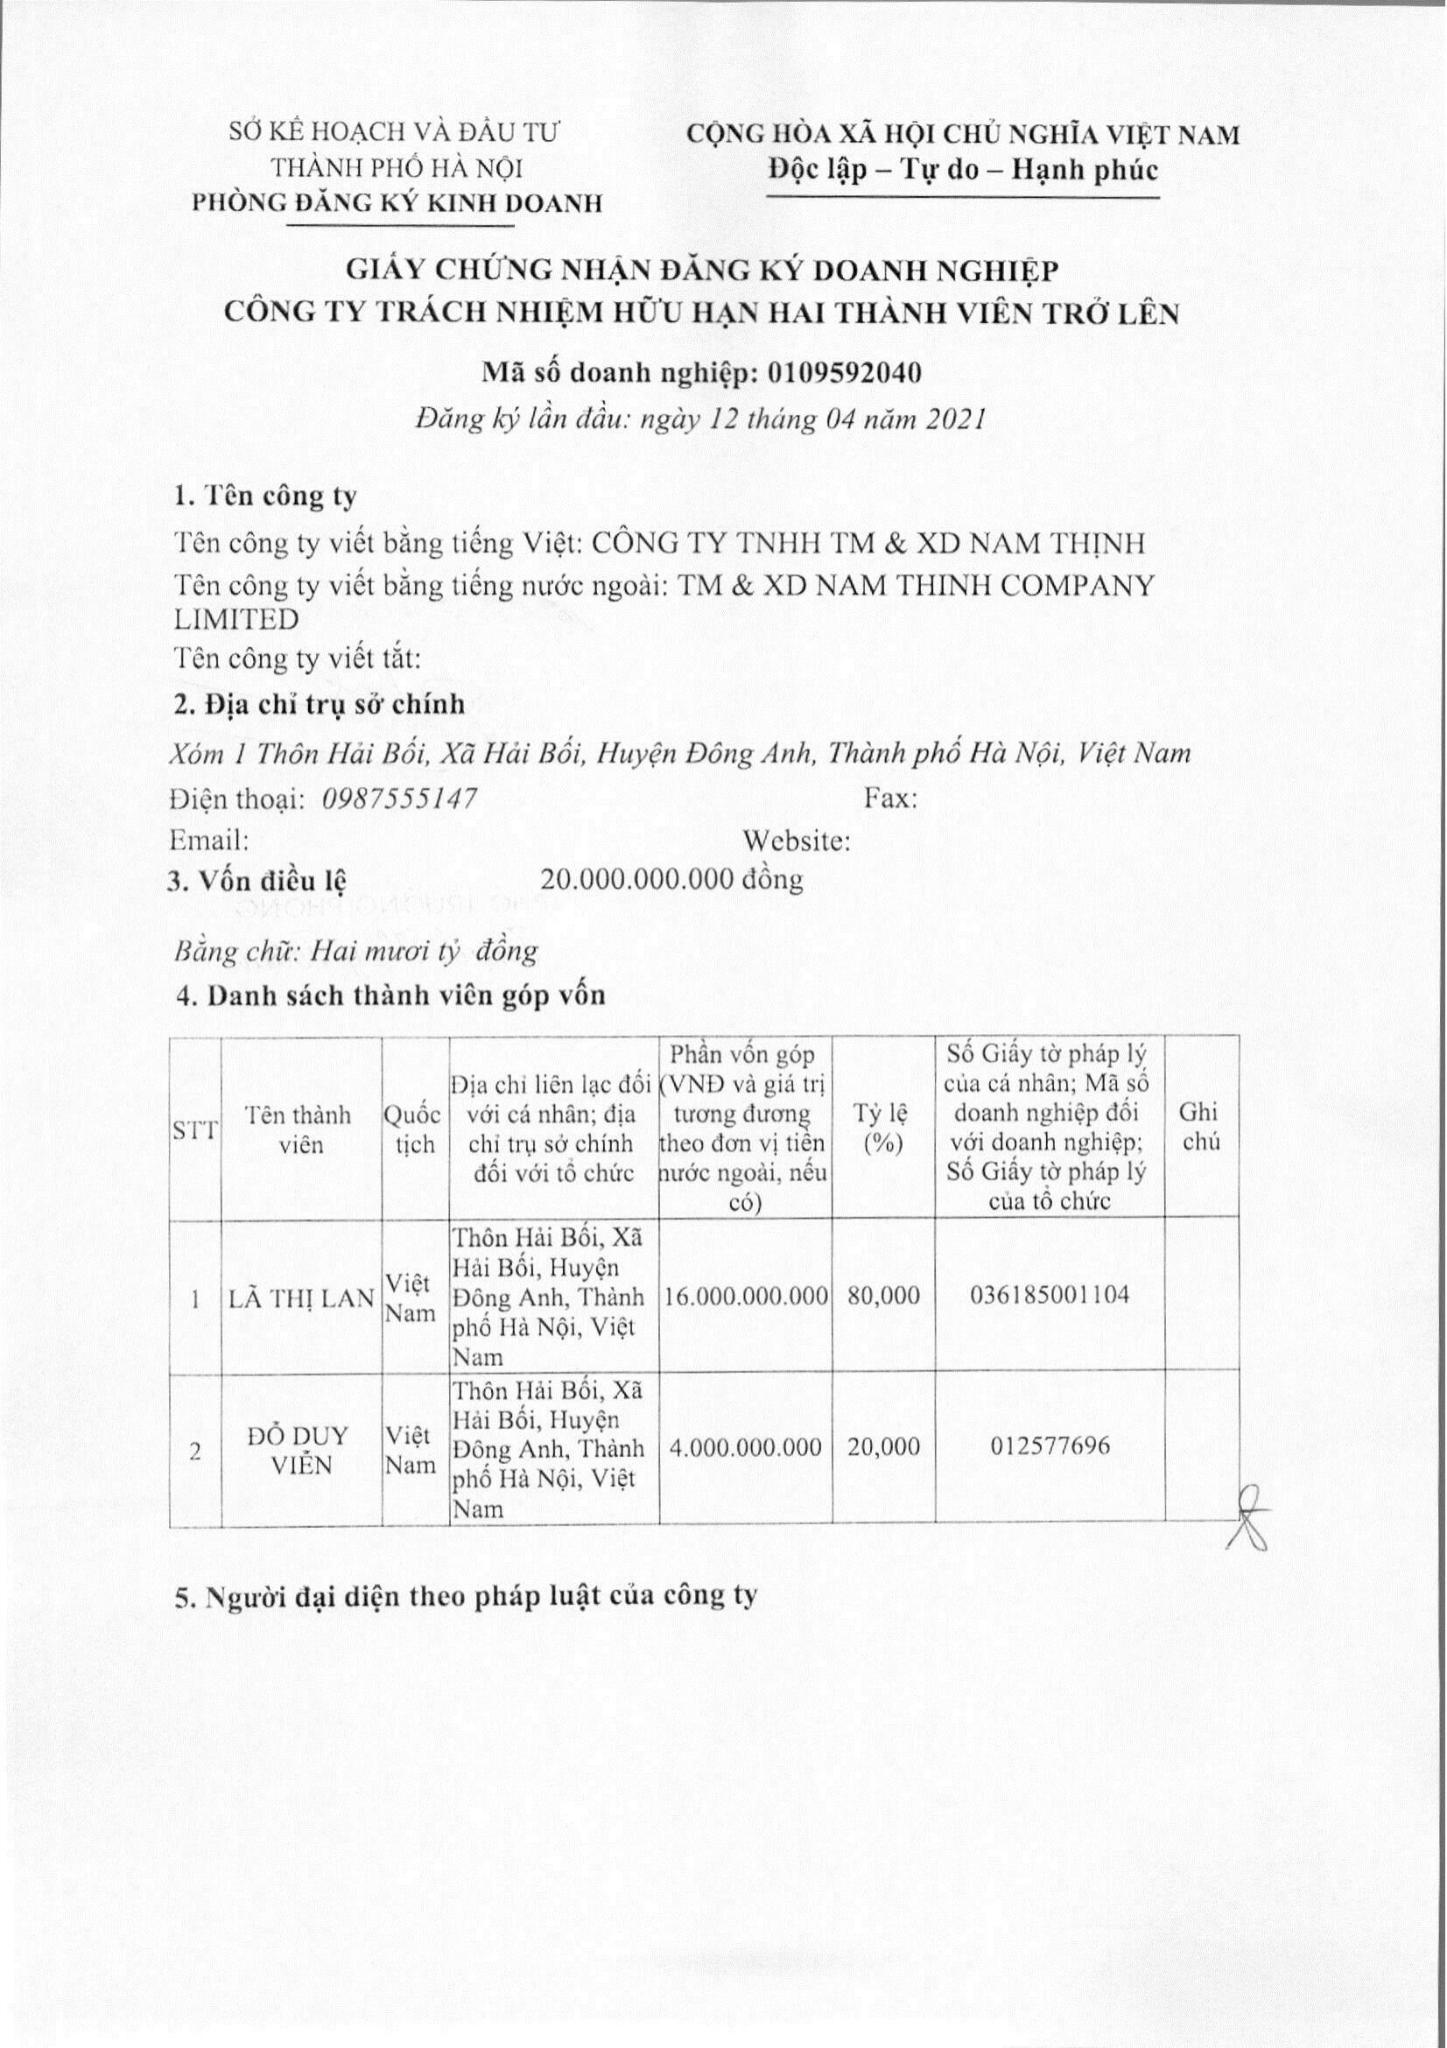 SỞ KẾ HOẠCH VÀ ĐẦU TƯ
THÀNH PHỐ HÀ NỘI
PHÒNG ĐĂNG KÝ KINH DOANH
CỘNG HÒA XÃ HỘI CHỦ NGHĨA VIỆT NAM
Độc lập – Tự do – Hạnh phúc
GIẤY CHỨNG NHẬN ĐĂNG KÝ DOANH NGHIỆP
CÔNG TY TRÁCH NHIỆM HỮU HẠN HAI THÀNH VIÊN TRỞ LÊN
Mã số doanh nghiệp: 0109592040
Đăng ký lần đầu: ngày 12 tháng 04 năm 2021
1. Tên công ty
Tên công ty viết bằng tiếng Việt: CÔNG TY TNHH TM & XD NAM THỊNH
Tên công ty viết bằng tiếng nước ngoài: TM & XD NAM THINH COMPANY
LIMITED
Tên công ty viết tắt:
2. Địa chỉ trụ sở chính
Xóm 1 Thôn Hải Bối, Xã Hải Bối, Huyện Đông Anh, Thành phố Hà Nội, Việt Nam
Điện thoại: 0987555147 Fax:
Email: Website:
3. Vốn điều lệ 20.000.000.000 đồng
Bằng chữ: Hai mươi tỷ đồng
4. Danh sách thành viên góp vốn
STT
Tên thành
viên
Quốc
tịch
Địa chỉ liên lạc đối
với cá nhân; địa
chỉ trụ sở chính
đối với tổ chức
Phần vốn góp
(VNĐ và giá trị
tương đương
theo đơn vị tiền
nước ngoài, nếu
có)
Tỷ lệ
(%)
Số Giấy tờ pháp lý
của cá nhân; Mã số
doanh nghiệp đối
với doanh nghiệp;
Số Giấy tờ pháp lý
của tổ chức
Ghi
chú
1
LÃ THỊ LAN
Việt
Nam
Thôn Hải Bối, Xã
Hải Bối, Huyện
Đông Anh, Thành
phố Hà Nội, Việt
Nam
16.000.000.000
80,000
036185001104
2
ĐỖ DUY
VIỄN
Việt
Nam
Thôn Hải Bối, Xã
Hải Bối, Huyện
Đông Anh, Thành
phố Hà Nội, Việt
Nam
4.000.000.000
20,000
012577696
5. Người đại diện theo pháp luật của công ty